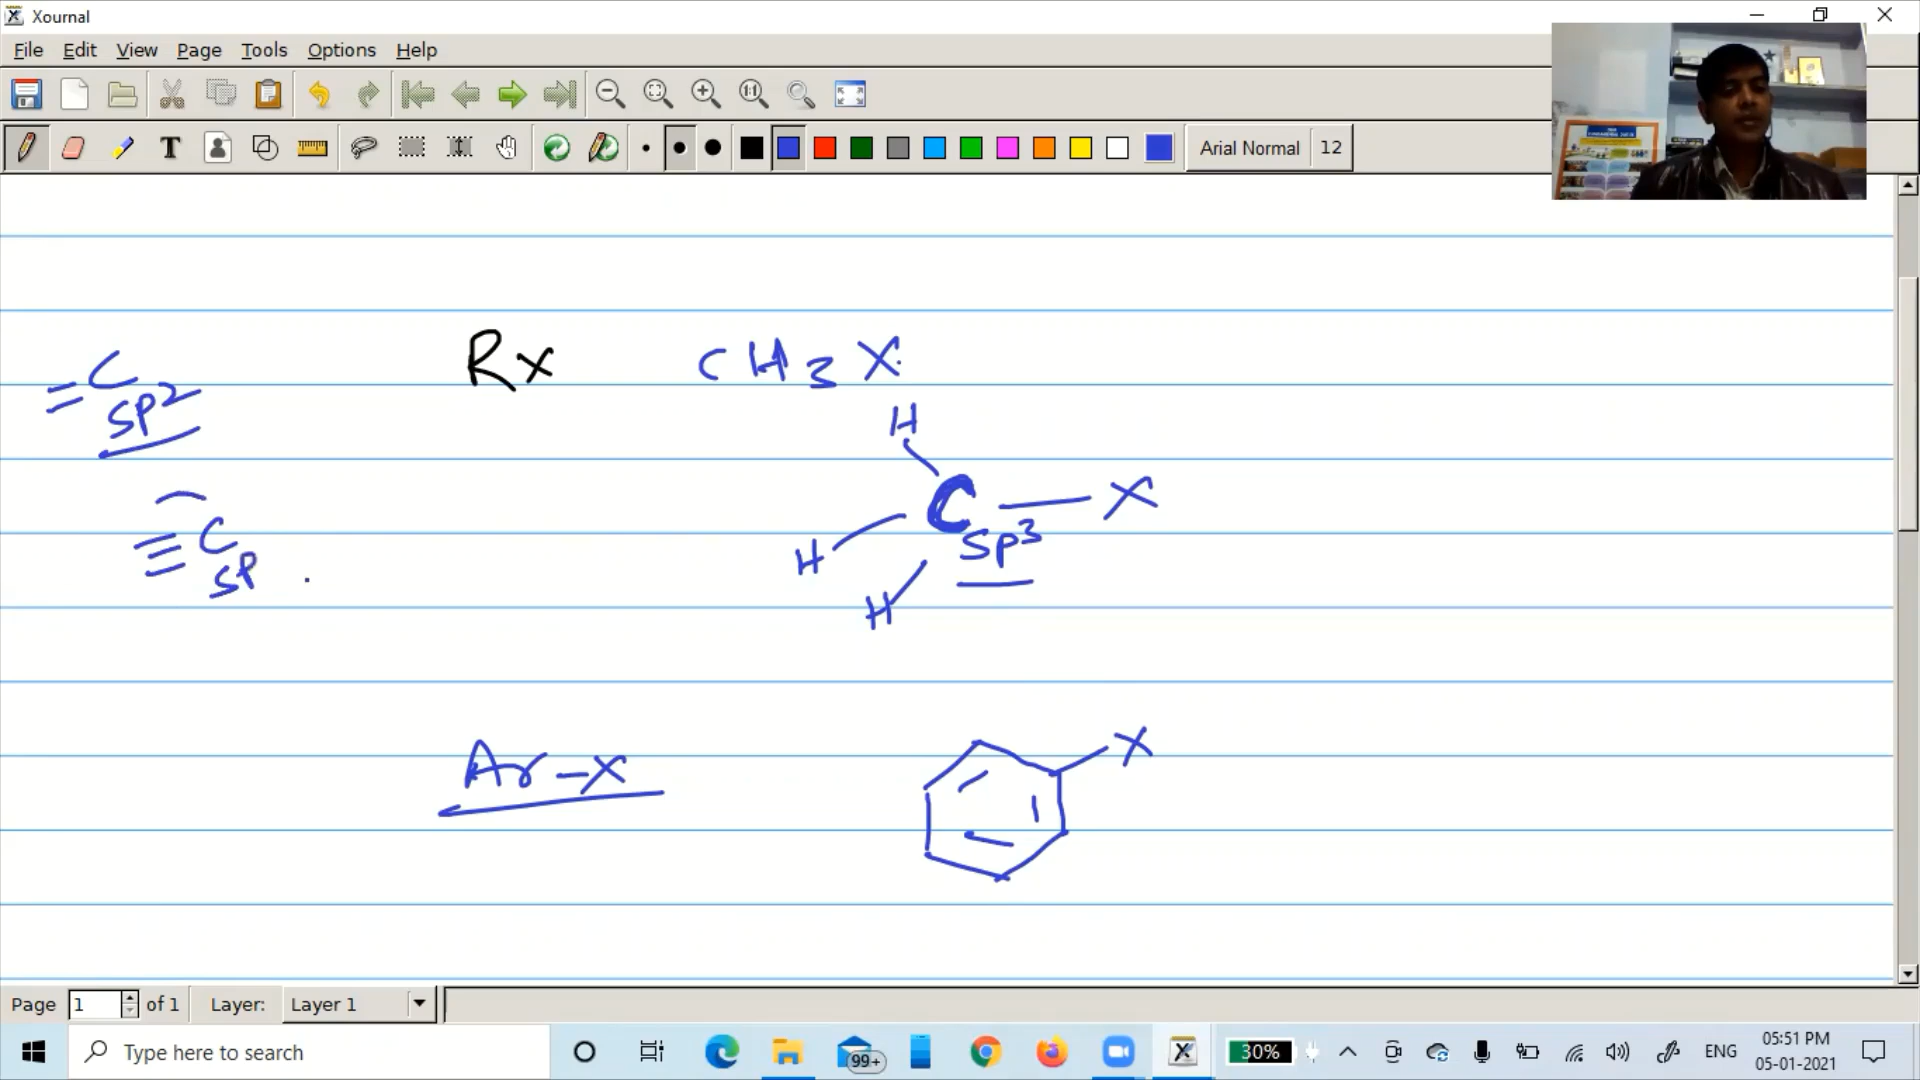 Xournal
File Edit View Page Tools Options Help
T Arial Normal 12
=C
SP2
Rx
CH3X
H
C — X
SP3
H
H
≡C
SP
Ar-X
X
Page 1 of 1 Layer: Layer 1
Type here to search
99+
30%
ENG
05:51 PM
05-01-2021